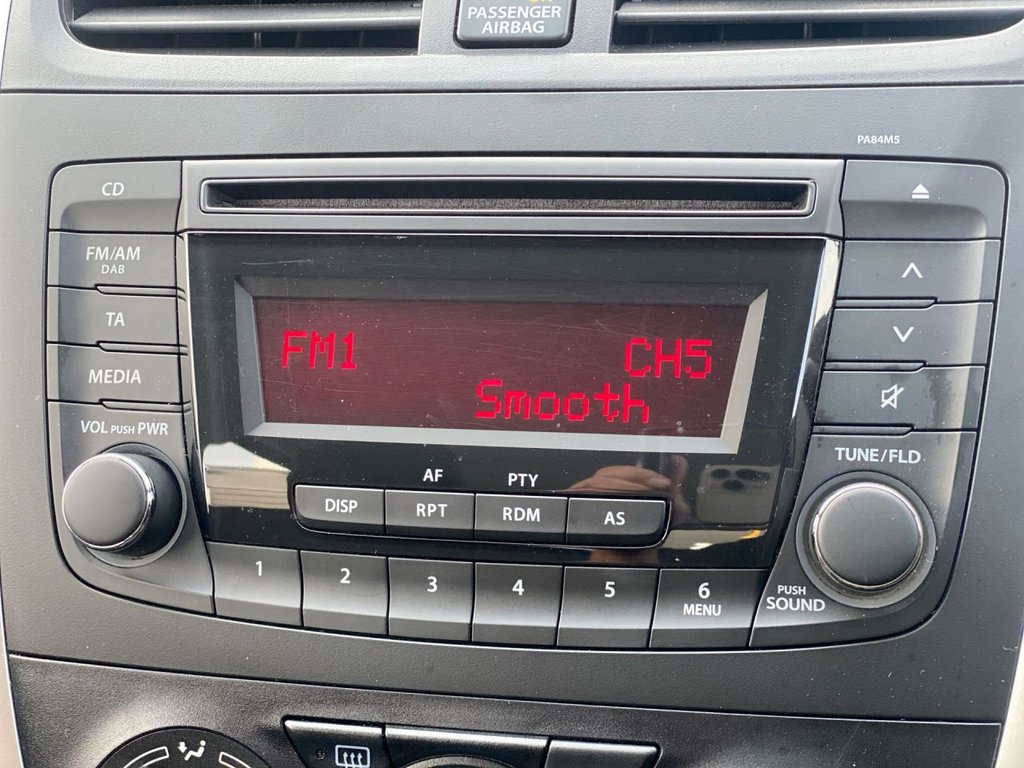 PASSENGER
AIRBAG
PA84M5
CD
FM/AM
DAB
TA
MEDIA
VOL PUSH PWR
FM1
CH5
Smooth
AF
PTY
DISP
RPT
RDM
AS
1
2
3
4
5
6
MENU
TUNE/FLD
PUSH
SOUND